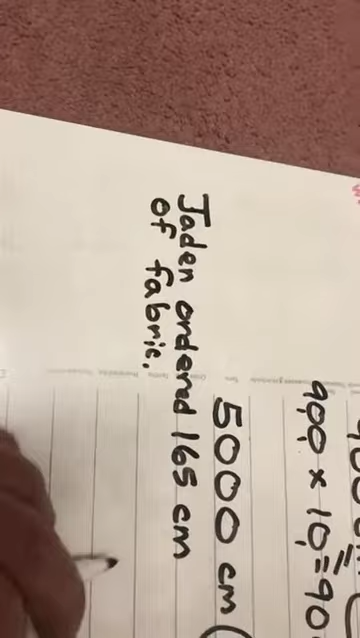 900 × 10 = 90
5000 cm (
Jaden ordered 165 cm
of fabric.